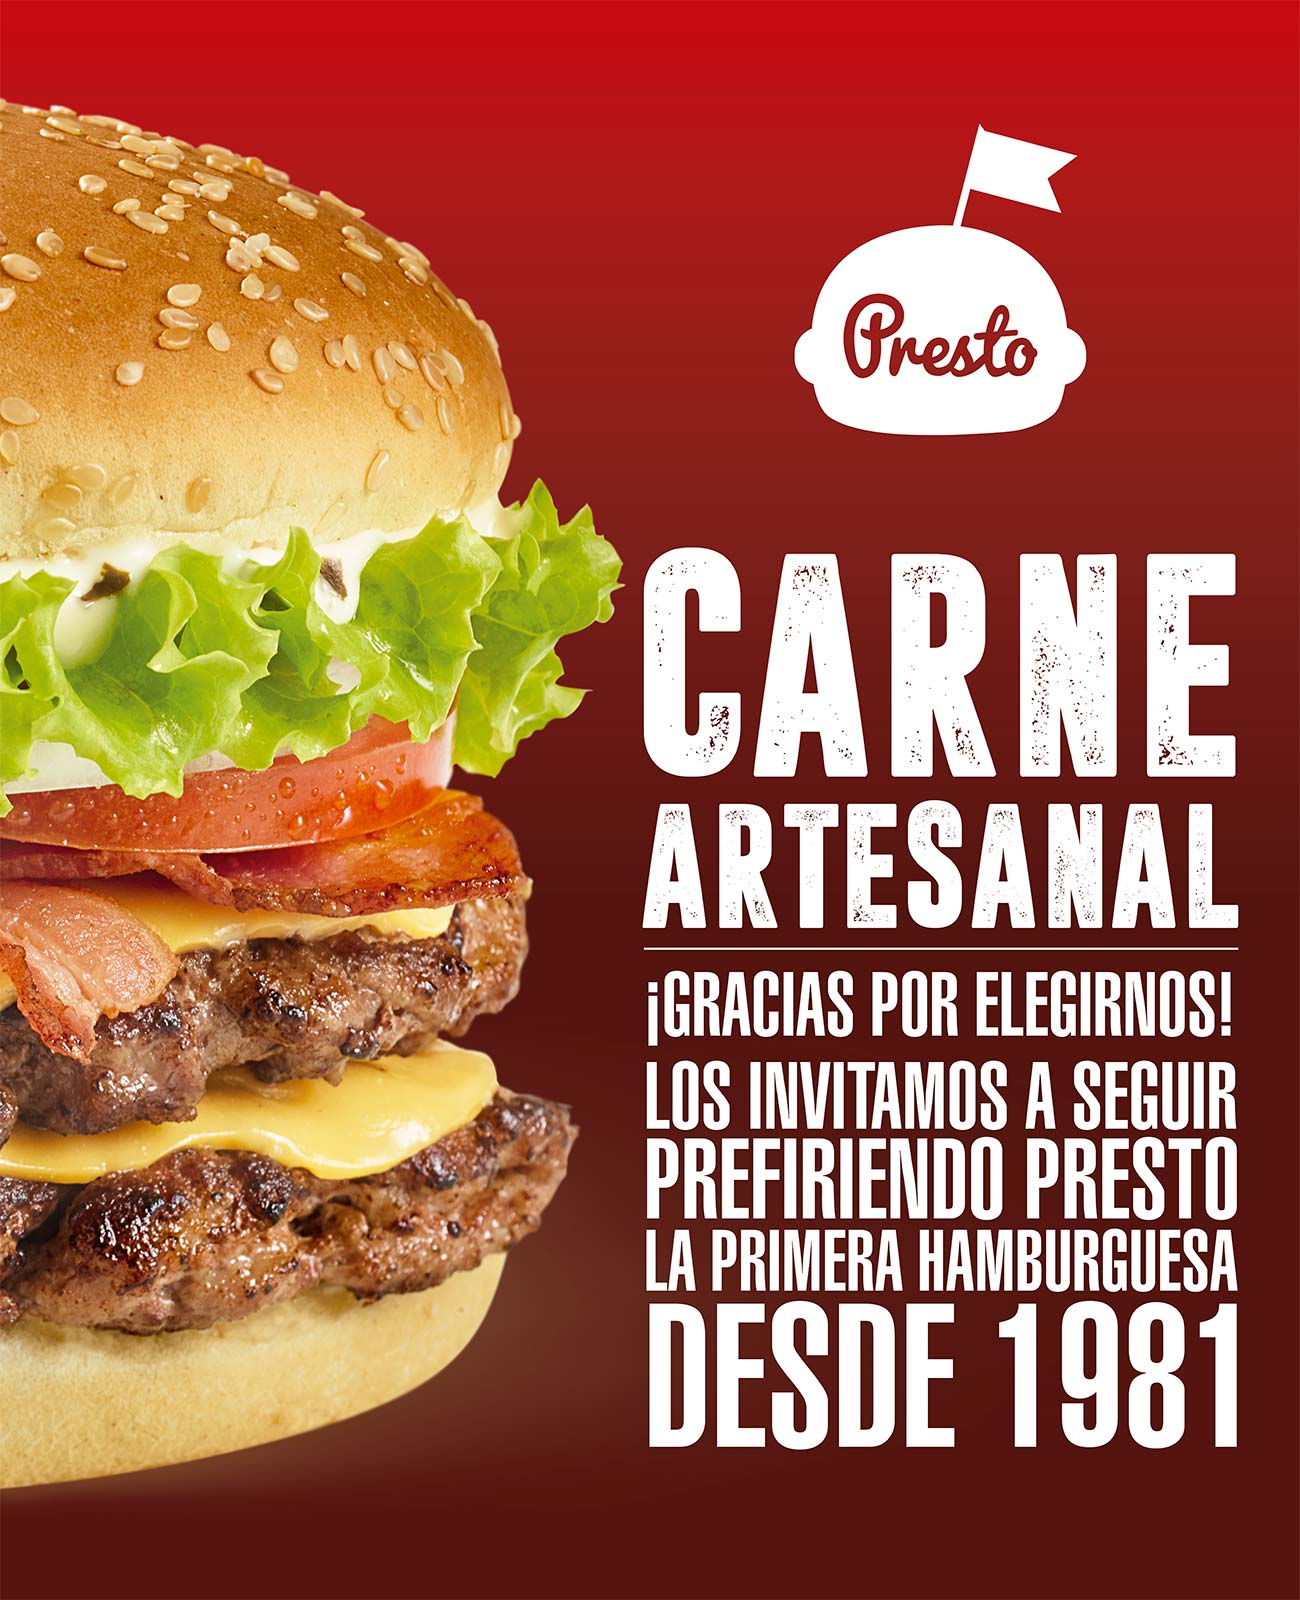 Presto
CARNE
ARTESANAL
¡GRACIAS POR ELEGIRNOS!
LOS INVITAMOS A SEGUIR
PREFIRIENDO PRESTO
LA PRIMERA HAMBURGUESA
DESDE 1981